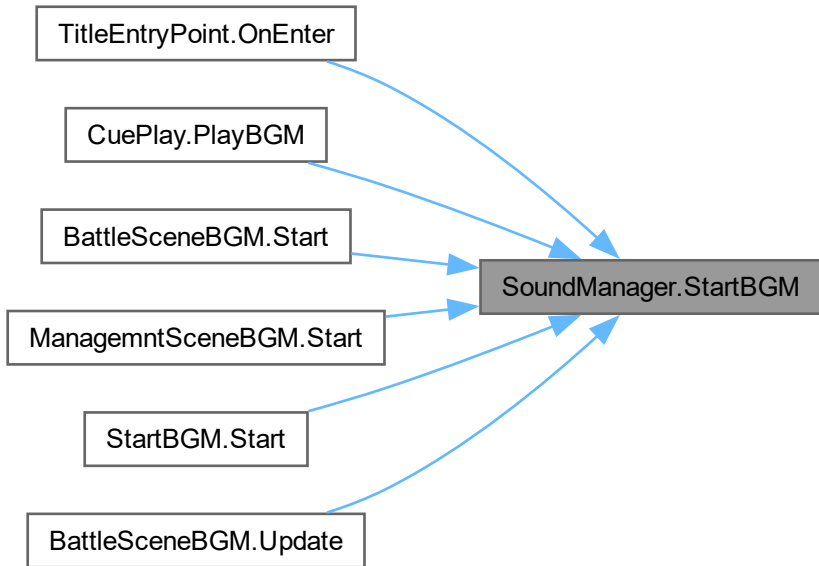 TitleEntryPoint.OnEnter
CuePlay.PlayBGM
BattleSceneBGM.Start
SoundManager.StartBGM
ManagemntSceneBGM.Start
StartBGM.Start
BattleSceneBGM.Update